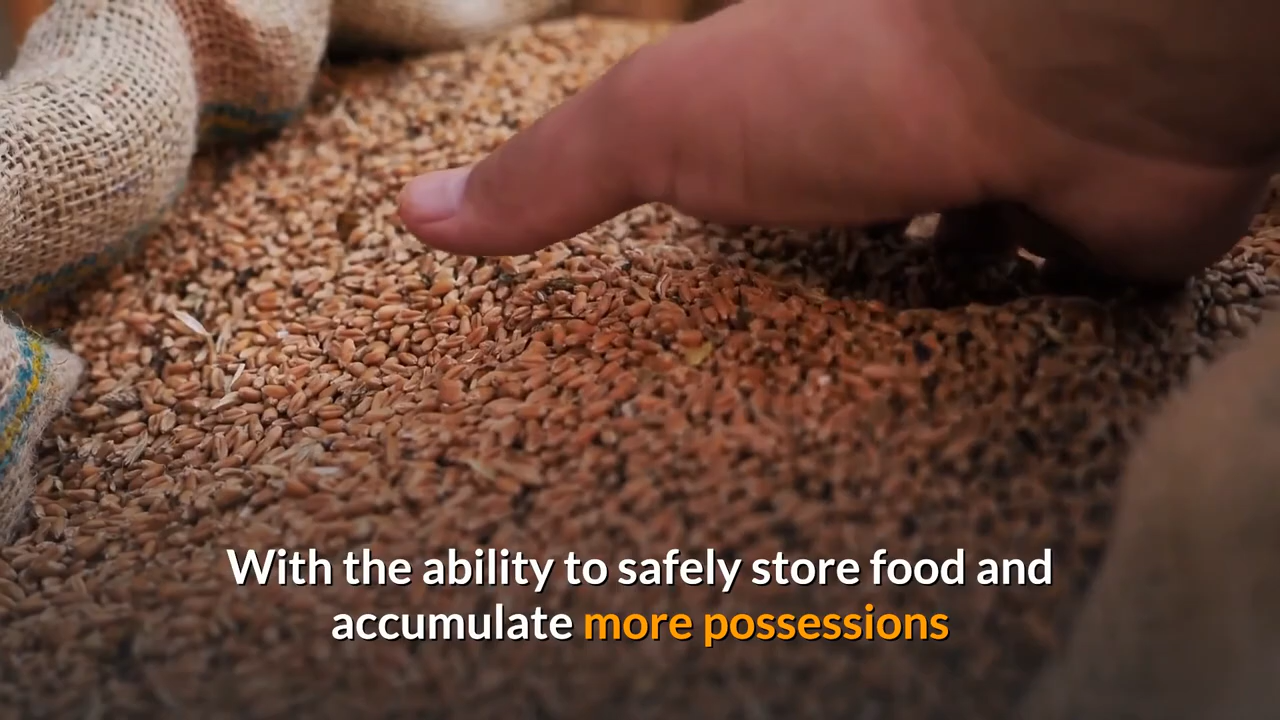 With the ability to safely store food and
accumulate more possessions